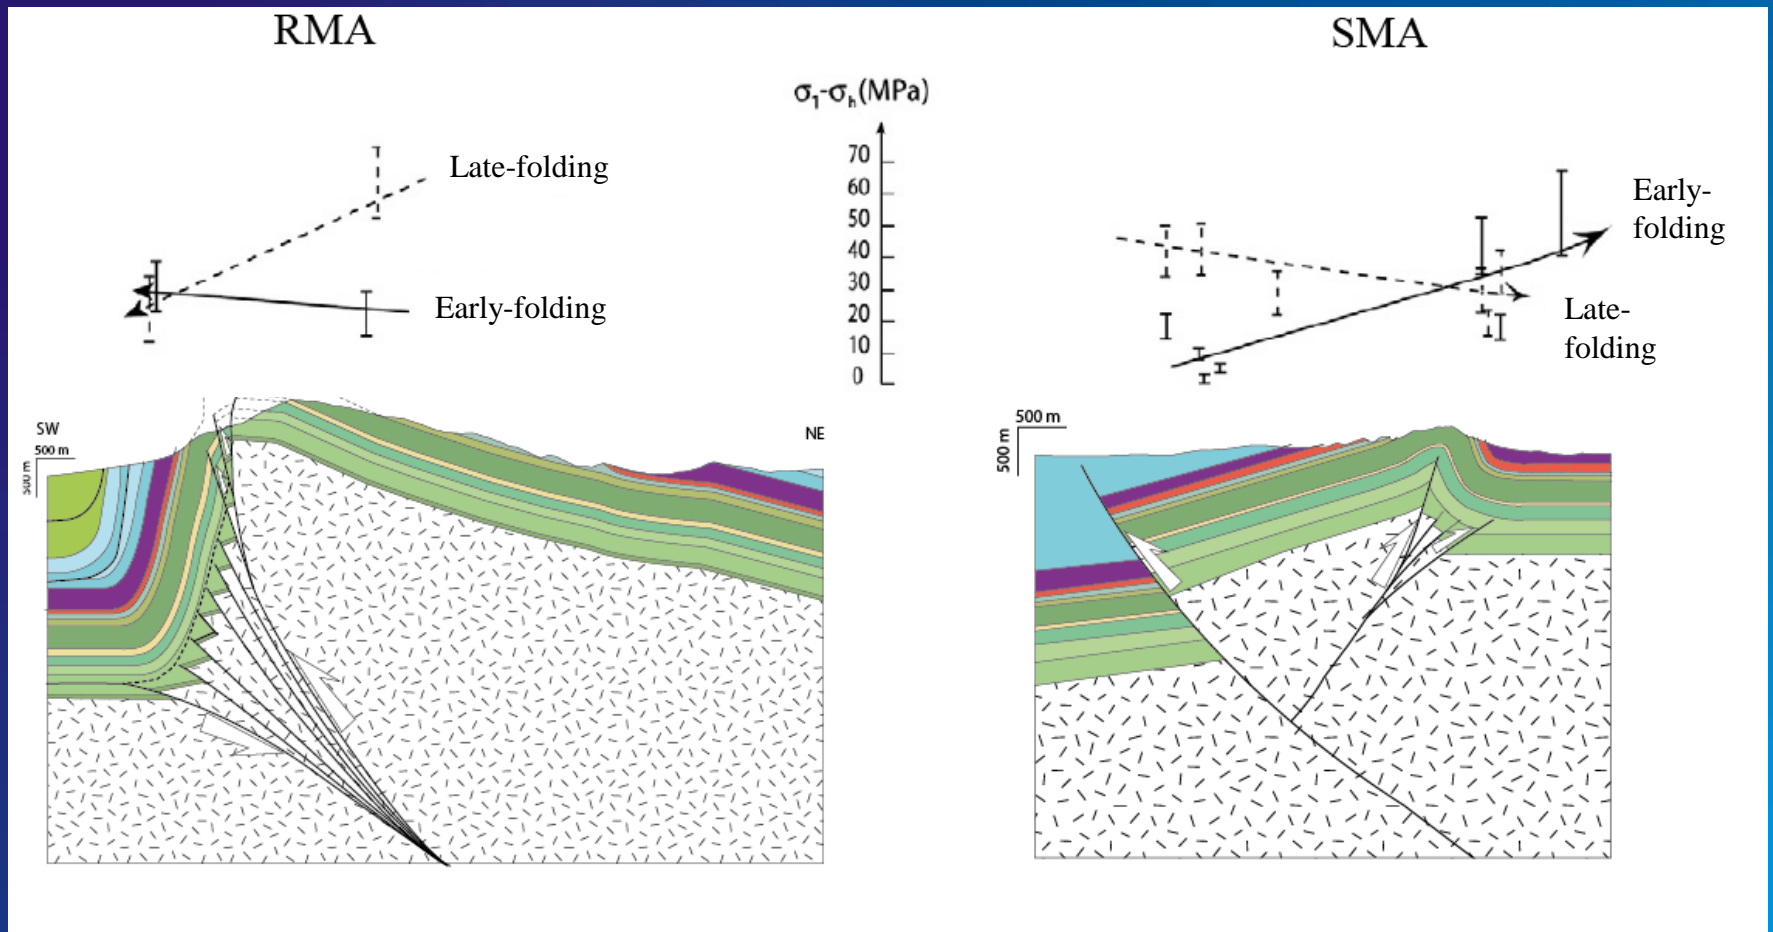 RMA
SMA
σ1-σh(MPa)
70
60
50
40
30
20
10
0
Late-folding
Early-folding
Early-
folding
Late-
folding
SW
500 m
500 m
NE
500 m
500 m